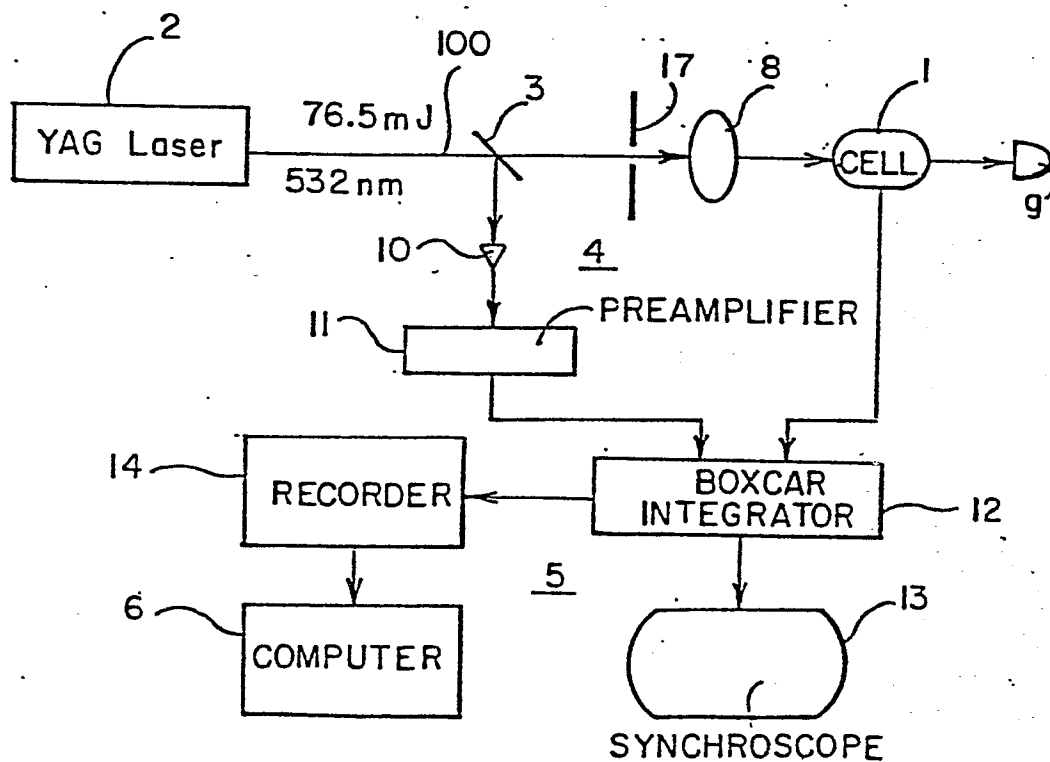 2
100
3
17
8
1
YAG Laser
76.5mJ
532nm
CELL
g'
10
4
11
PREAMPLIFIER
14
RECORDER
BOXCAR
INTEGRATOR
12
5
6
COMPUTER
13
SYNCHROSCOPE